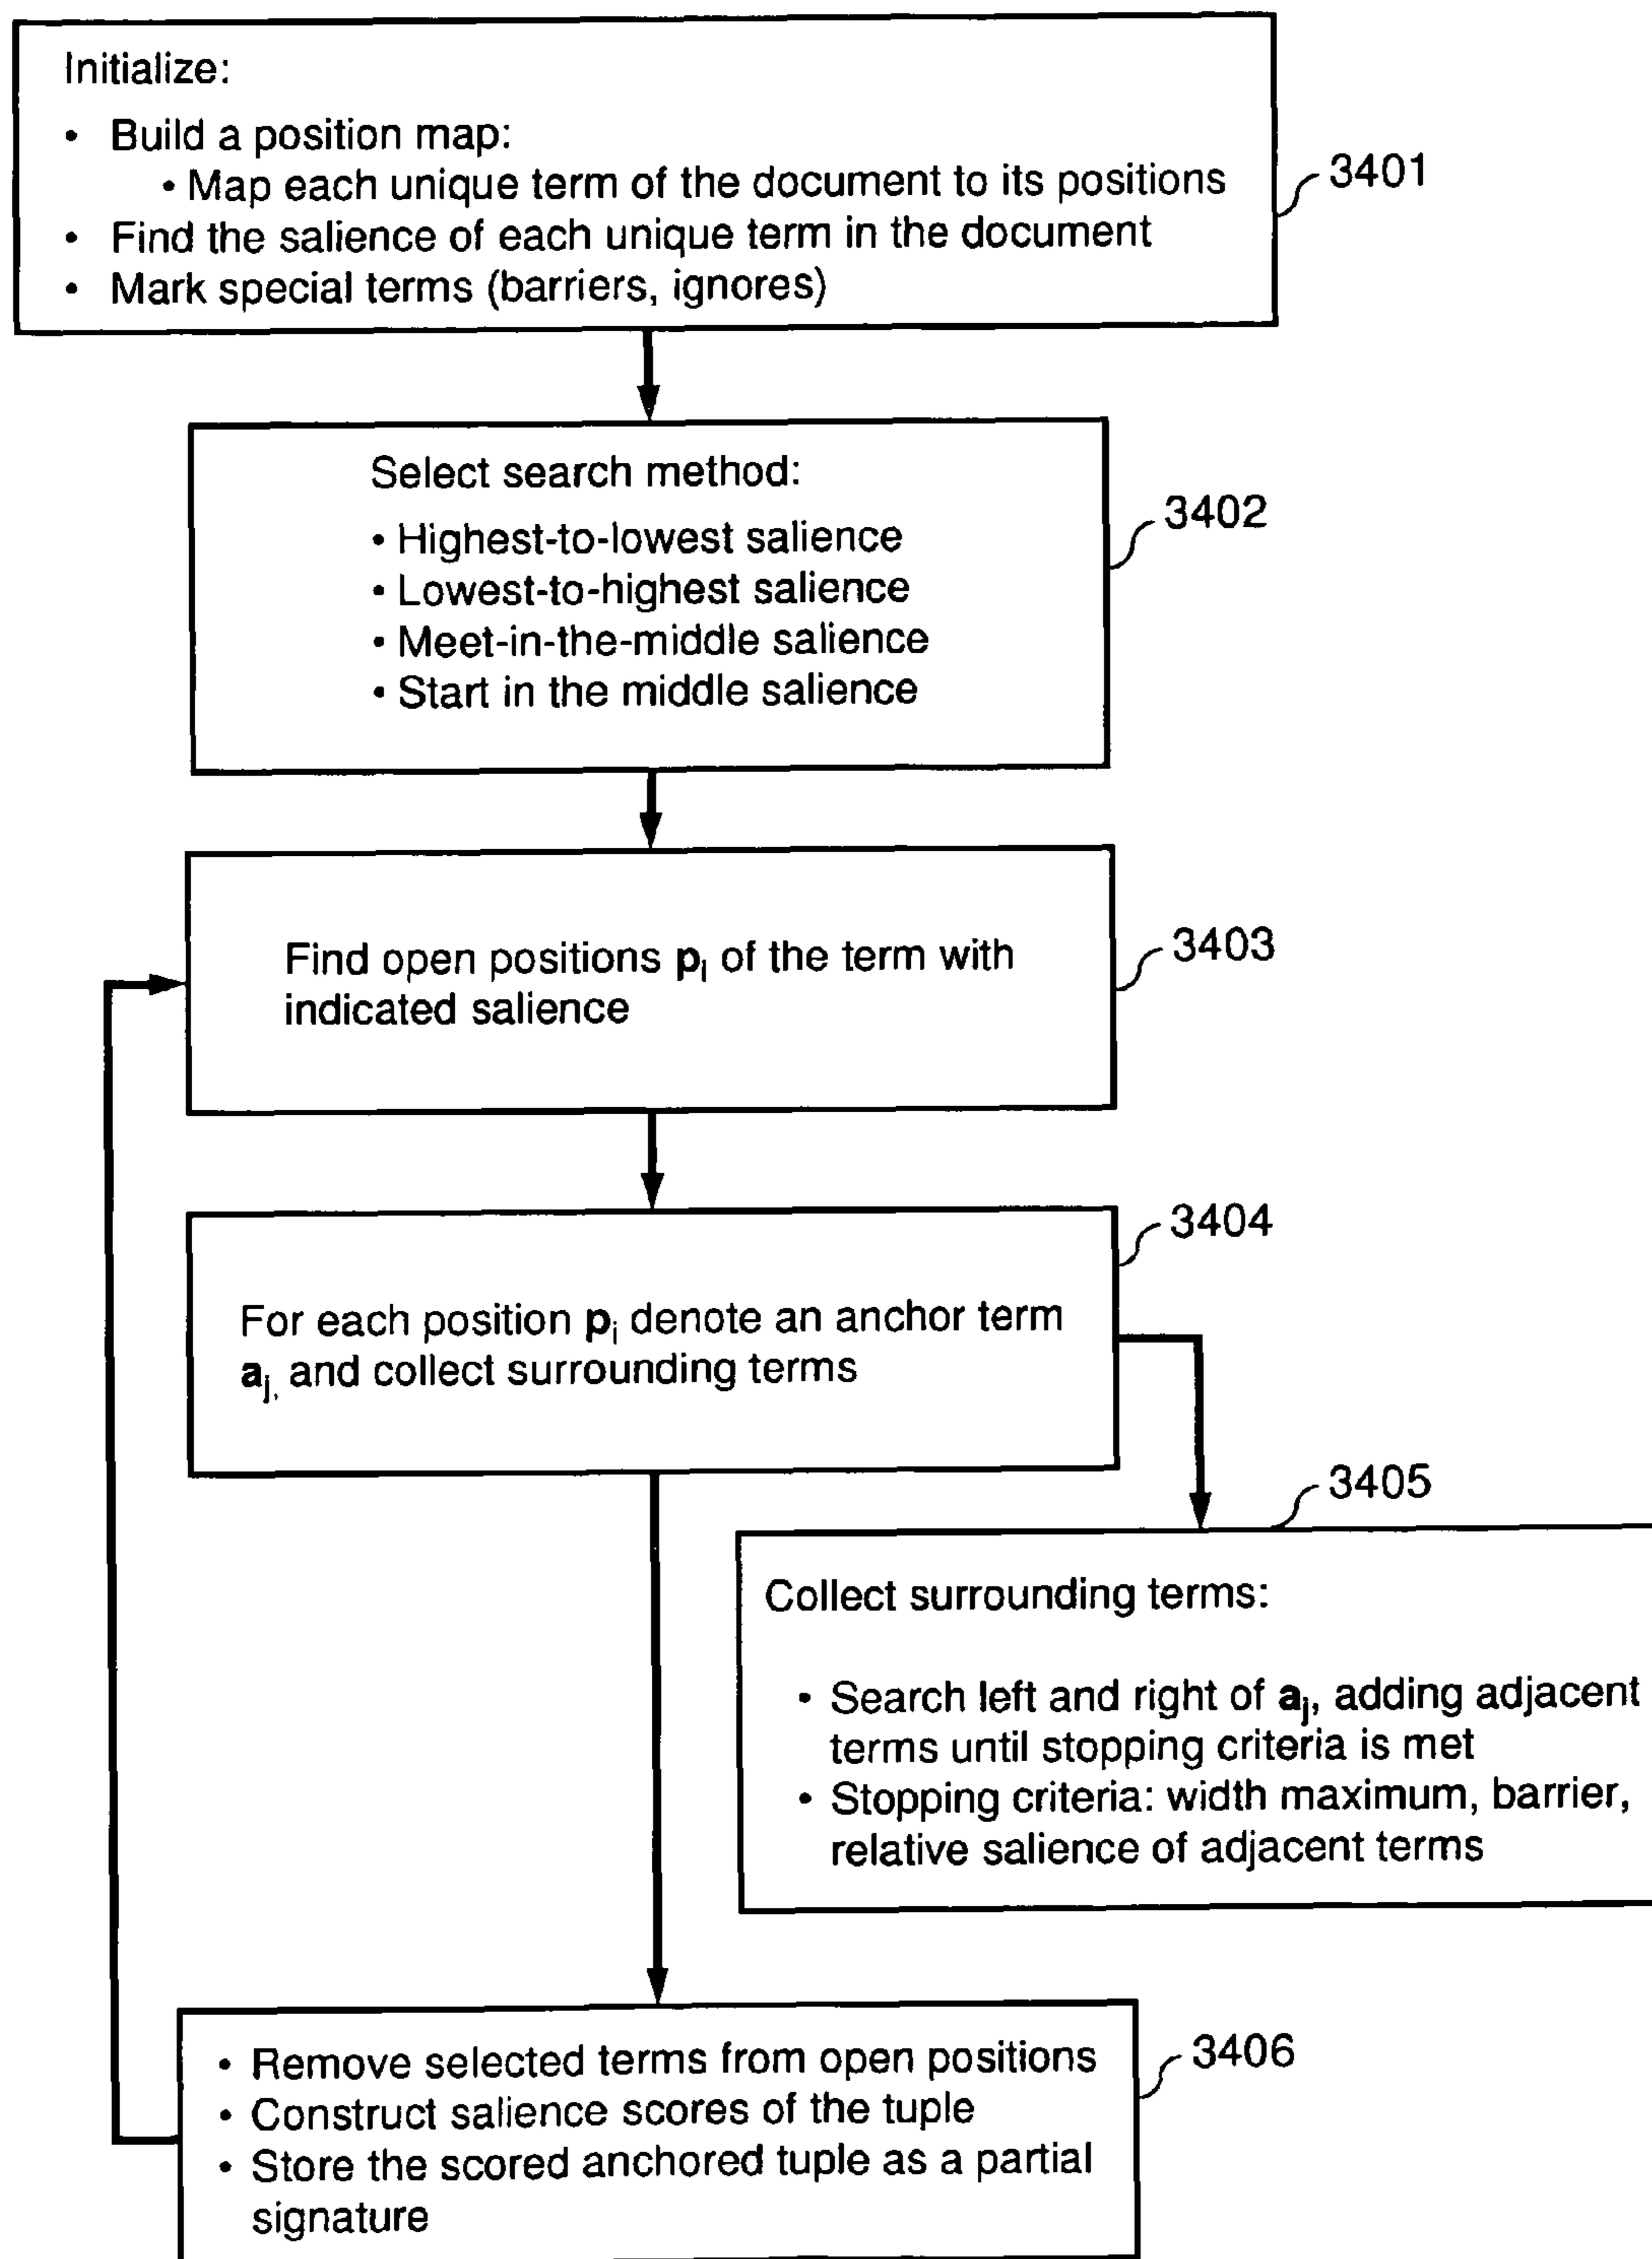 Initialize:
• Build a position map:
• Map each unique term of the document to its positions
• Find the salience of each unique term in the document
• Mark special terms (barriers, ignores)
3401
Select search method:
• Highest-to-lowest salience
• Lowest-to-highest salience
• Meet-in-the-middle salience
• Start in the middle salience
3402
Find open positions pi of the term with
indicated salience
3403
For each position pi denote an anchor term
aj, and collect surrounding terms
3404
3405
Collect surrounding terms:
• Search left and right of aj, adding adjacent
terms until stopping criteria is met
• Stopping criteria: width maximum, barrier,
relative salience of adjacent terms
• Remove selected terms from open positions
• Construct salience scores of the tuple
• Store the scored anchored tuple as a partial
signature
3406